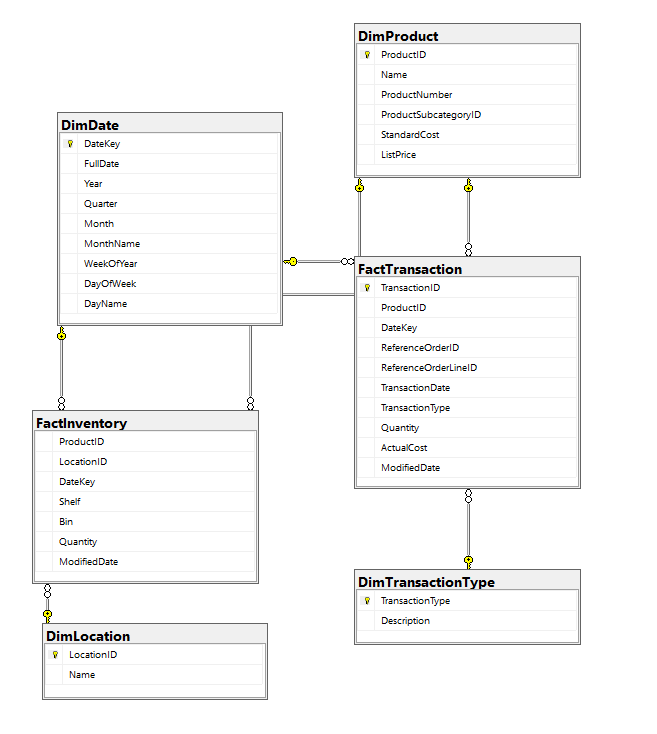 DimProduct
ProductID
Name
ProductNumber
ProductSubcategoryID
StandardCost
ListPrice
DimDate
DateKey
FullDate
Year
Quarter
Month
MonthName
WeekOfYear
DayOfWeek
DayName
FactTransaction
TransactionID
ProductID
DateKey
ReferenceOrderID
ReferenceOrderLineID
TransactionDate
TransactionType
Quantity
ActualCost
ModifiedDate
FactInventory
ProductID
LocationID
DateKey
Shelf
Bin
Quantity
ModifiedDate
DimTransactionType
TransactionType
Description
DimLocation
LocationID
Name